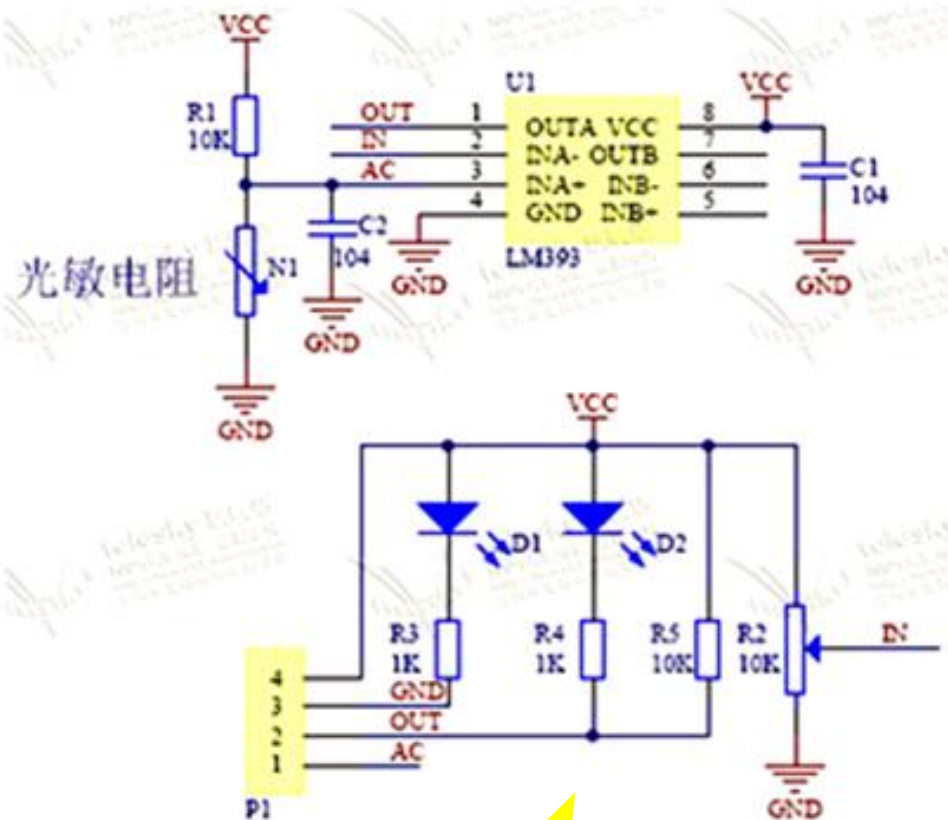 VCC
R1
10K
光敏电阻
N1
GND
C2
104
GND
OUT
IN
AC
1
2
3
4
GND
U1
OUTA VCC
INA- OUTB
INA+ INB-
GND INB+
LM393
8
7
6
5
VCC
C1
104
GND
VCC
D1
D2
R3
1K
R4
1K
R5
10K
R2
10K
IN
GND
4
3
2
1
GND
OUT
AC
P1